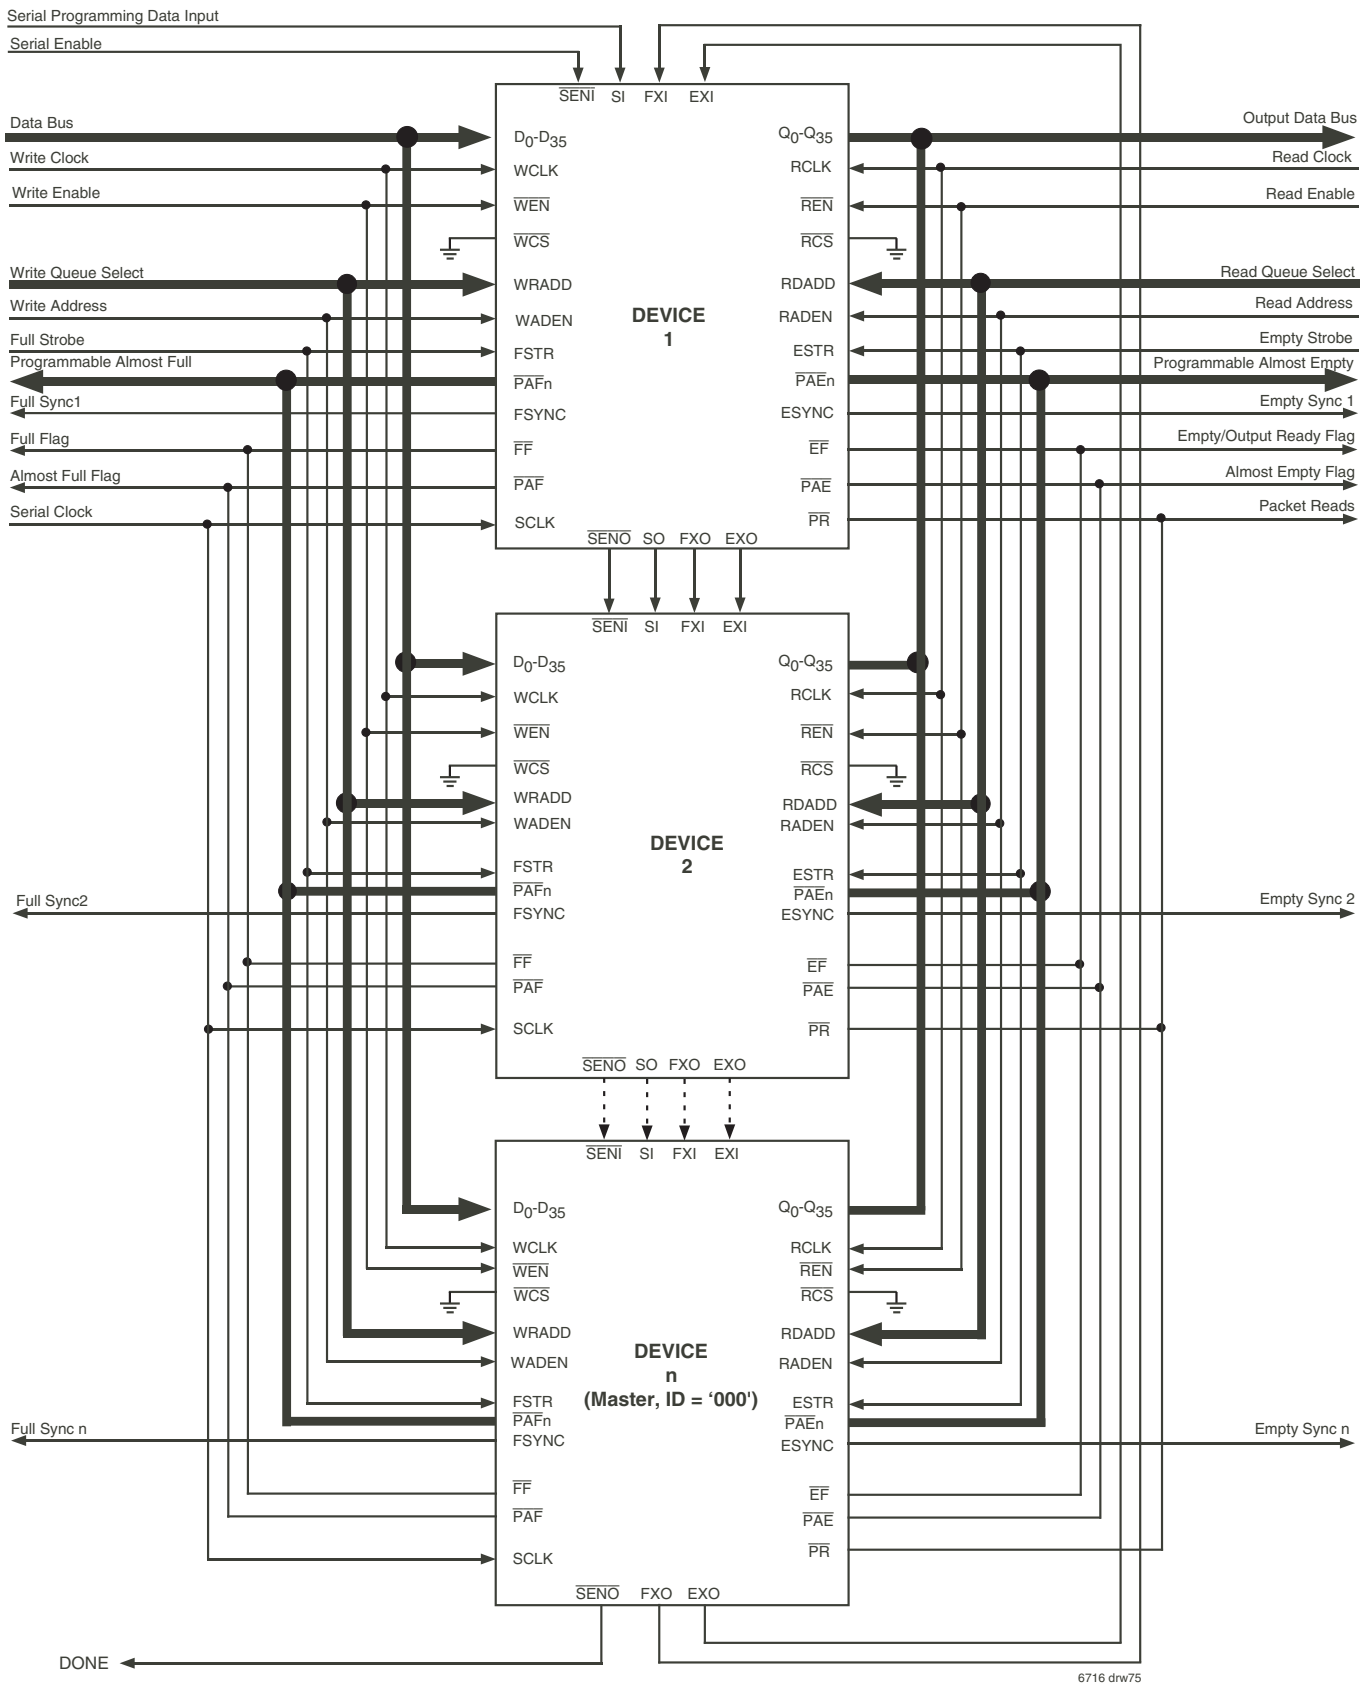 Serial Programming Data Input
Serial Enable
SENI SI FXI EXI
Data Bus
D0-D35
Q0-Q35
Output Data Bus
Write Clock
WCLK
RCLK
Read Clock
Write Enable
WEN
REN
Read Enable
WCS
RCS
Write Queue Select
WRADD
RDADD
Read Queue Select
Write Address
WADEN
RADEN
Read Address
DEVICE
1
Full Strobe
FSTR
ESTR
Empty Strobe
Programmable Almost Full
PAFn
PAEn
Programmable Almost Empty
Full Sync1
FSYNC
ESYNC
Empty Sync 1
Full Flag
FF
EF
Empty/Output Ready Flag
Almost Full Flag
PAF
PAE
Almost Empty Flag
Serial Clock
SCLK
PR
Packet Reads
SENO SO FXO EXO
SENI SI FXI EXI
D0-D35
Q0-Q35
WCLK
RCLK
WEN
REN
WCS
RCS
WRADD
RDADD
WADEN
RADEN
DEVICE
2
FSTR
ESTR
PAFn
PAEn
Full Sync2
FSYNC
ESYNC
Empty Sync 2
FF
EF
PAF
PAE
SCLK
PR
SENO SO FXO EXO
SENI SI FXI EXI
D0-D35
Q0-Q35
WCLK
RCLK
WEN
REN
WCS
RCS
WRADD
RDADD
WADEN
RADEN
DEVICE
n
(Master, ID = ‘000')
FSTR
ESTR
PAFn
PAEn
Full Sync n
FSYNC
ESYNC
Empty Sync n
FF
EF
PAF
PAE
SCLK
PR
SENO FXO EXO
DONE
6716 drw75